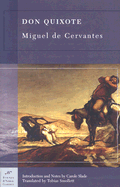 DON QUIXOTE
Miguel de Cervantes
Introduction and Notes by Carole Slade
Translated by Tobias Smollett